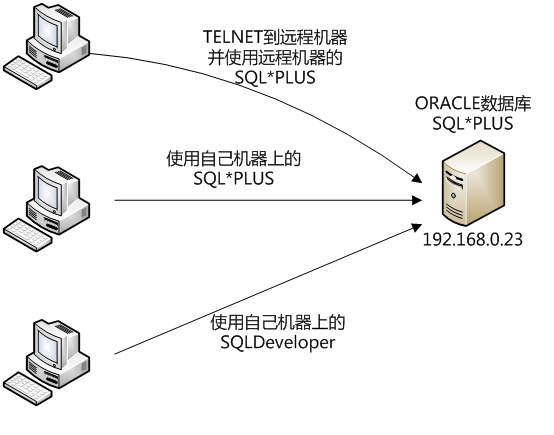 TELNET到远程机器
并使用远程机器的
SQL*PLUS
ORACLE数据库
SQL*PLUS
使用自己机器上的
SQL*PLUS
192.168.0.23
使用自己机器上的
SQLDeveloper